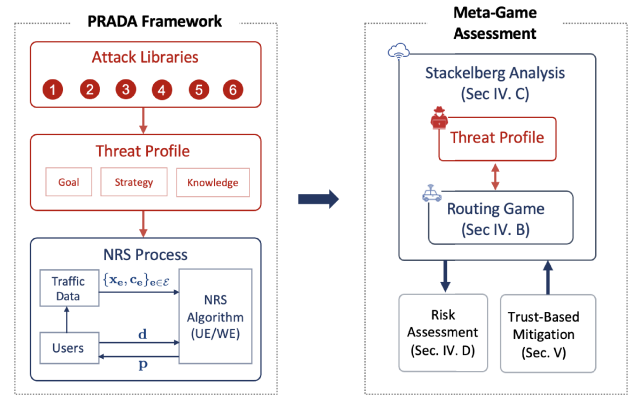 PRADA Framework
Attack Libraries
1 2 3 4 5 6
Threat Profile
Goal
Strategy
Knowledge
NRS Process
Traffic
Data
{x_e, c_e}_{e∈ℰ}
NRS
Algorithm
(UE/WE)
Users
d
p
Meta-Game
Assessment
Stackelberg Analysis
(Sec IV. C)
Threat Profile
Routing Game
(Sec IV. B)
Risk
Assessment
(Sec. IV. D)
Trust-Based
Mitigation
(Sec. V)